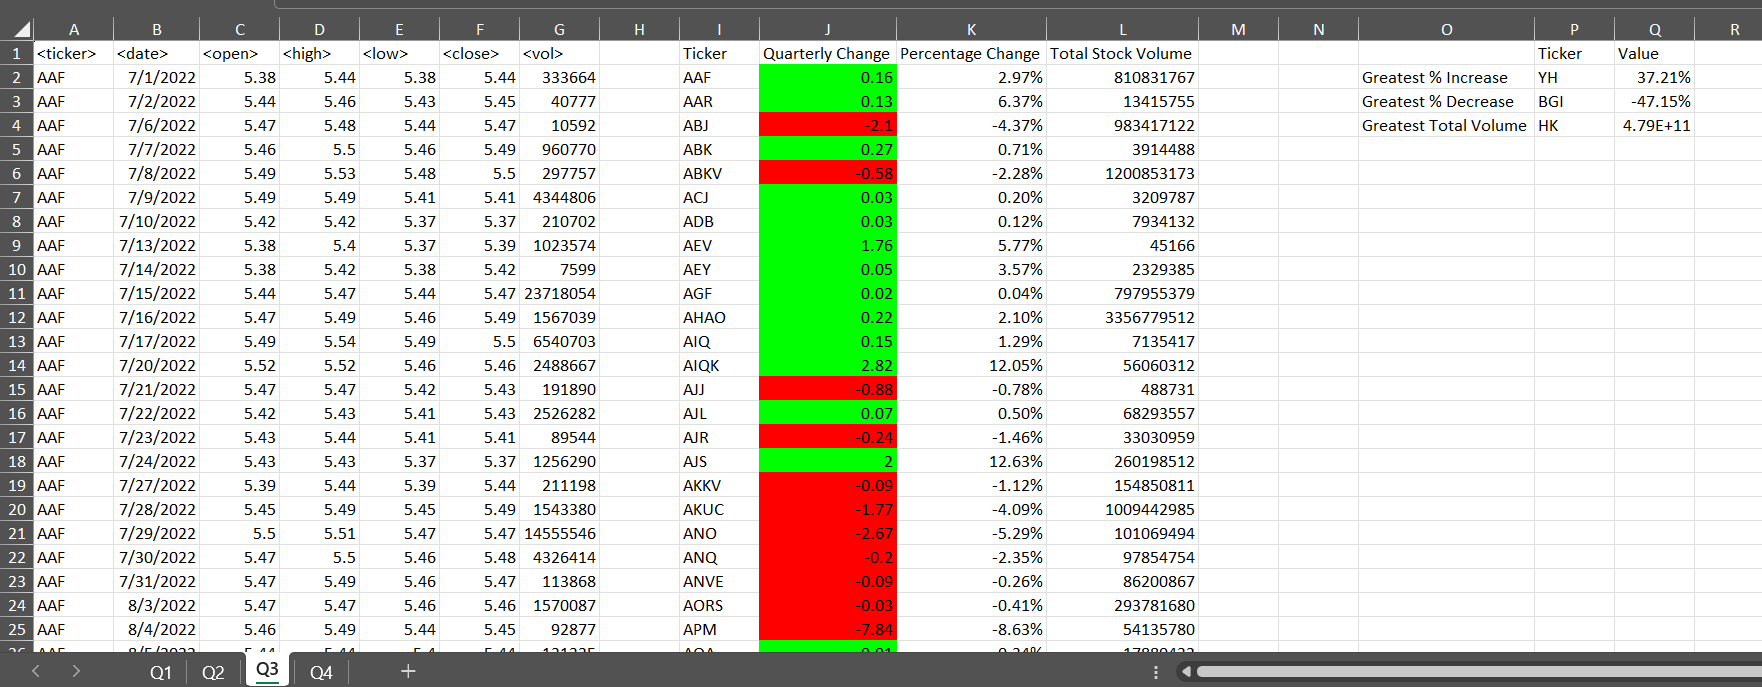 A B C D E F G H I J K L M N O P Q R
1 <ticker> <date> <open> <high> <low> <close> <vol> Ticker Quarterly Change Percentage Change Total Stock Volume Ticker Value
2 AAF 7/1/2022 5.38 5.44 5.38 5.44 333664 AAF 0.16 2.97% 810831767 Greatest % Increase YH 37.21%
3 AAF 7/2/2022 5.44 5.46 5.43 5.45 40777 AAR 0.13 6.37% 13415755 Greatest % Decrease BGI -47.15%
4 AAF 7/6/2022 5.47 5.48 5.44 5.47 10592 ABJ -2.1 -4.37% 983417122 Greatest Total Volume HK 4.79E+11
5 AAF 7/7/2022 5.46 5.5 5.46 5.49 960770 ABK 0.27 0.71% 3914488
6 AAF 7/8/2022 5.49 5.53 5.48 5.5 297757 ABKV -0.58 -2.28% 1200853173
7 AAF 7/9/2022 5.49 5.49 5.41 5.41 4344806 ACJ 0.03 0.20% 3209787
8 AAF 7/10/2022 5.42 5.42 5.37 5.37 210702 ADB 0.03 0.12% 7934132
9 AAF 7/13/2022 5.38 5.4 5.37 5.39 1023574 AEV 1.76 5.77% 45166
10 AAF 7/14/2022 5.38 5.42 5.38 5.42 7599 AEY 0.05 3.57% 2329385
11 AAF 7/15/2022 5.44 5.47 5.44 5.47 23718054 AGF 0.02 0.04% 797955379
12 AAF 7/16/2022 5.47 5.49 5.46 5.49 1567039 AHAO 0.22 2.10% 3356779512
13 AAF 7/17/2022 5.49 5.54 5.49 5.5 6540703 AIQ 0.15 1.29% 7135417
14 AAF 7/20/2022 5.52 5.52 5.46 5.46 2488667 AIQK 2.82 12.05% 56060312
15 AAF 7/21/2022 5.47 5.47 5.42 5.43 191890 AJJ -0.88 -0.78% 488731
16 AAF 7/22/2022 5.42 5.43 5.41 5.43 2526282 AJL 0.07 0.50% 68293557
17 AAF 7/23/2022 5.43 5.44 5.41 5.41 89544 AJR -0.24 -1.46% 33030959
18 AAF 7/24/2022 5.43 5.43 5.37 5.37 1256290 AJS 2 12.63% 260198512
19 AAF 7/27/2022 5.39 5.44 5.39 5.44 211198 AKKV -0.09 -1.12% 154850811
20 AAF 7/28/2022 5.45 5.49 5.45 5.49 1543380 AKUC -1.77 -4.09% 1009442985
21 AAF 7/29/2022 5.5 5.51 5.47 5.47 14555546 ANO -2.67 -5.29% 101069494
22 AAF 7/30/2022 5.47 5.5 5.46 5.48 4326414 ANQ -0.2 -2.35% 97854754
23 AAF 7/31/2022 5.47 5.49 5.46 5.47 113868 ANVE -0.09 -0.26% 86200867
24 AAF 8/3/2022 5.47 5.47 5.46 5.46 1570087 AORS -0.03 -0.41% 293781680
25 AAF 8/4/2022 5.46 5.49 5.44 5.45 92877 APM -7.84 -8.63% 54135780
Q1 Q2 Q3 Q4